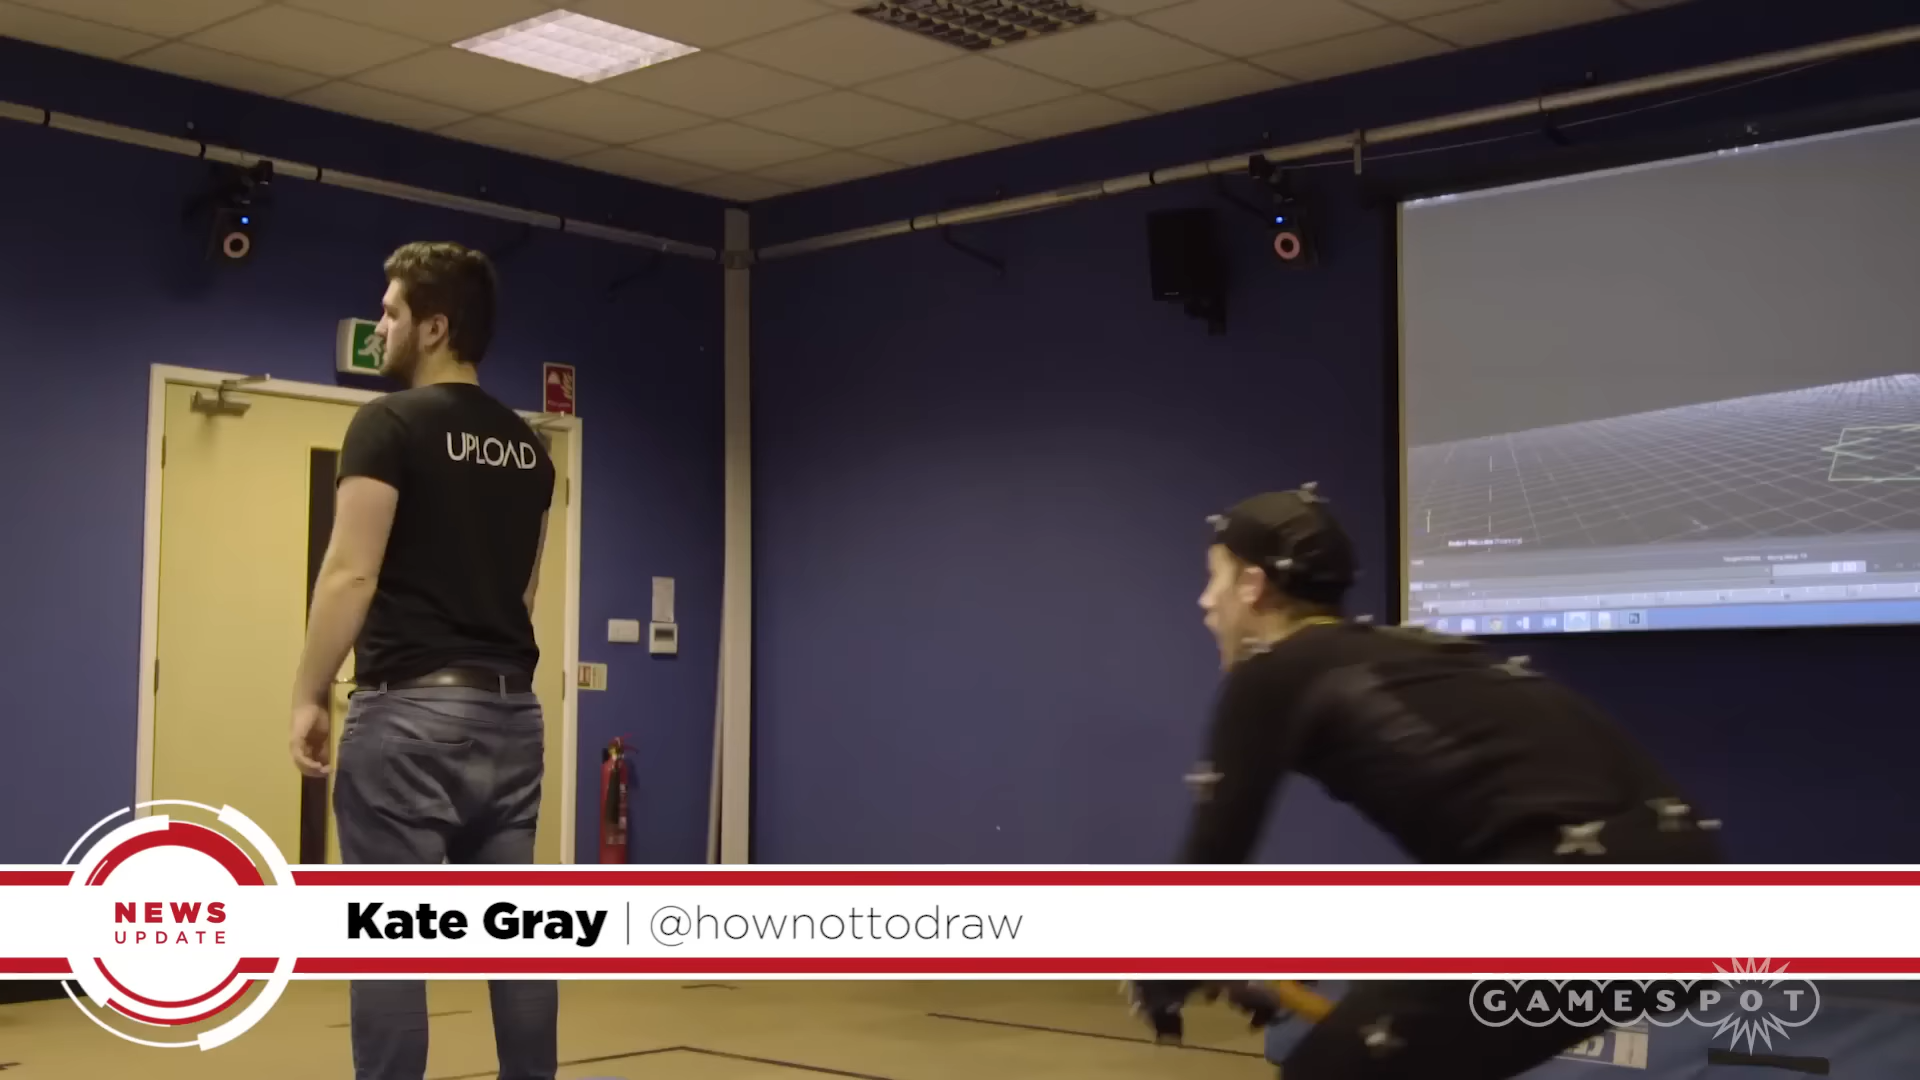 UPLOAD
NEWS
UPDATE
Kate Gray | @hownottodraw
GAMESPOT